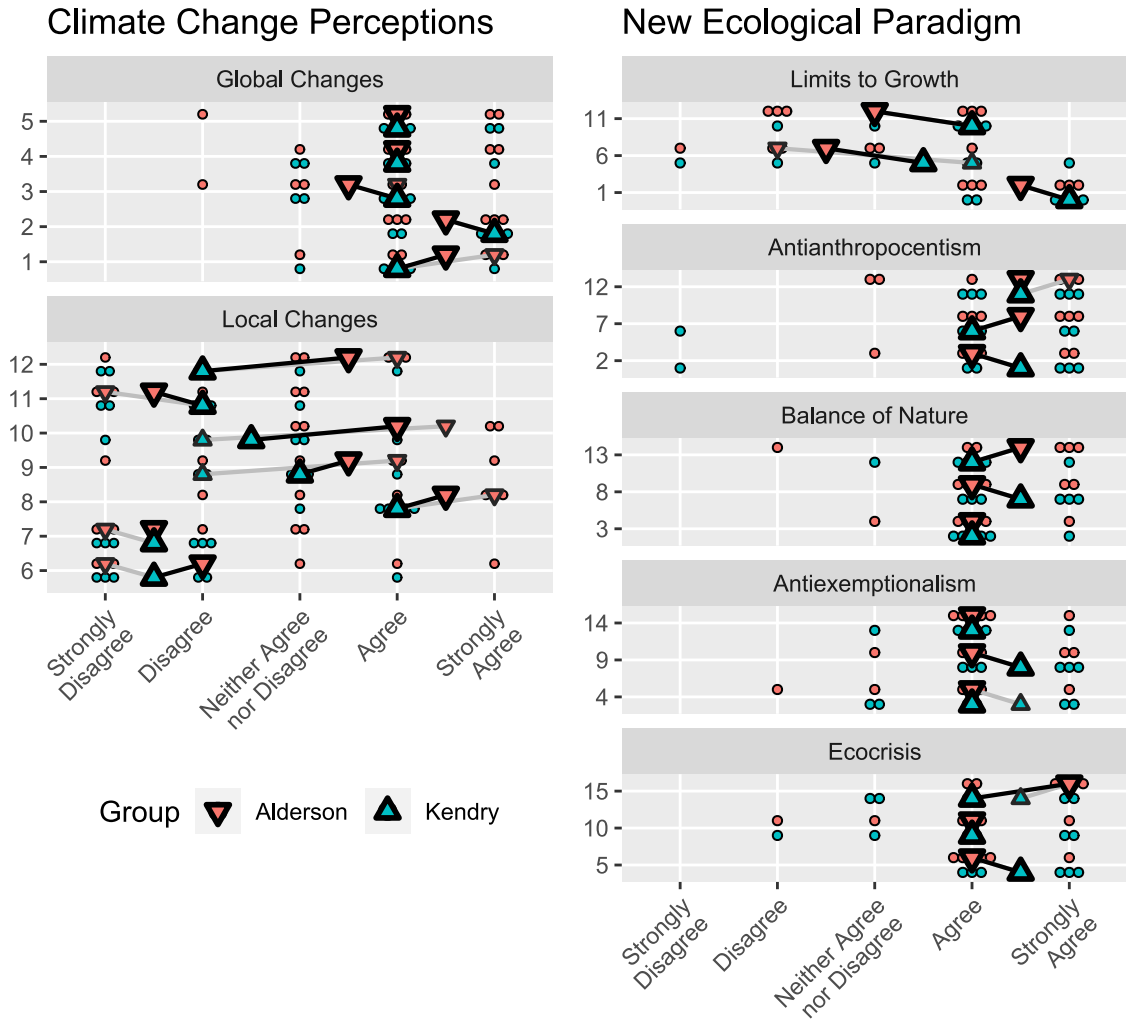 Climate Change Perceptions
Global Changes
5
4
3
2
1
Local Changes
12
11
10
9
8
7
6
Strongly
Disagree
Disagree
Neither Agree
nor Disagree
Agree
Strongly
Agree
Group
Alderson
Kendry
New Ecological Paradigm
Limits to Growth
11
6
1
Antianthropocentism
12
7
2
Balance of Nature
13
8
3
Antiexemptionalism
14
9
4
Ecocrisis
15
10
5
Strongly
Disagree
Disagree
Neither Agree
nor Disagree
Agree
Strongly
Agree